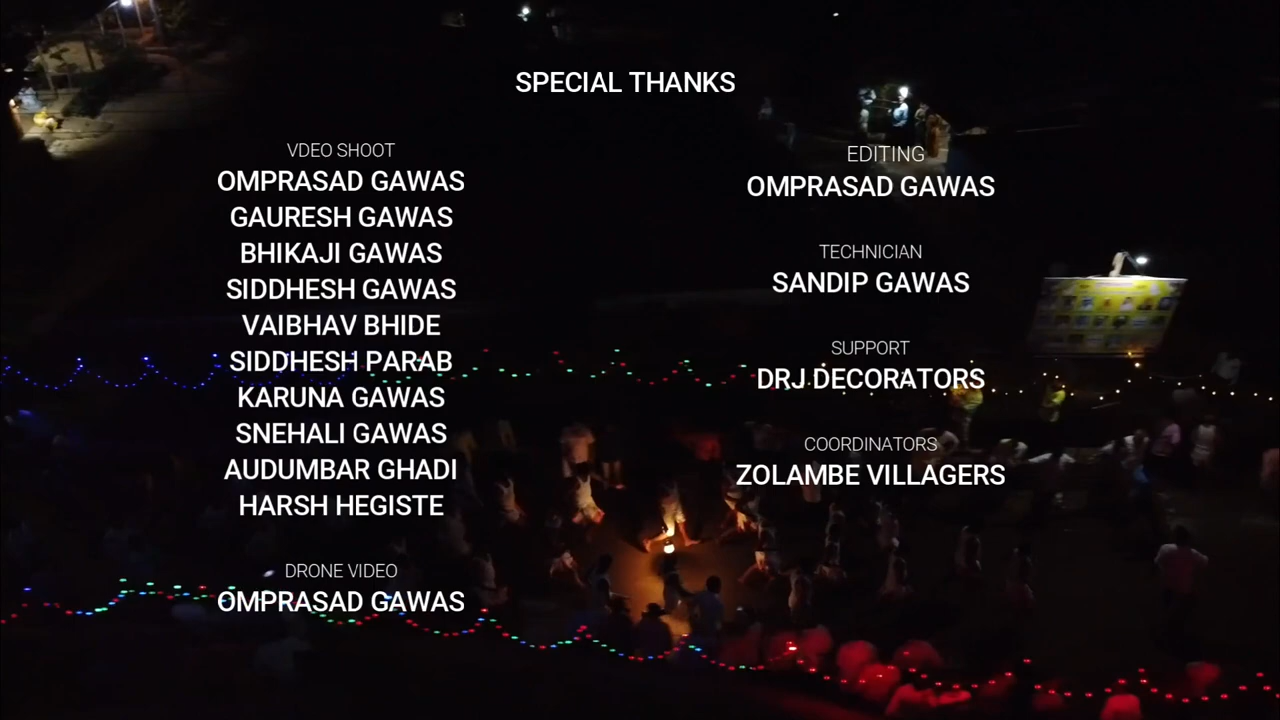 SPECIAL THANKS
VDEO SHOOT
OMPRASAD GAWAS
GAURESH GAWAS
BHIKAJI GAWAS
SIDDHESH GAWAS
VAIBHAV BHIDE
SIDDHESH PARAB
KARUNA GAWAS
SNEHALI GAWAS
AUDUMBAR GHADI
HARSH HEGISTE
DRONE VIDEO
OMPRASAD GAWAS
EDITING
OMPRASAD GAWAS
TECHNICIAN
SANDIP GAWAS
SUPPORT
DRJ DECORATORS
COORDINATORS
ZOLAMBE VILLAGERS